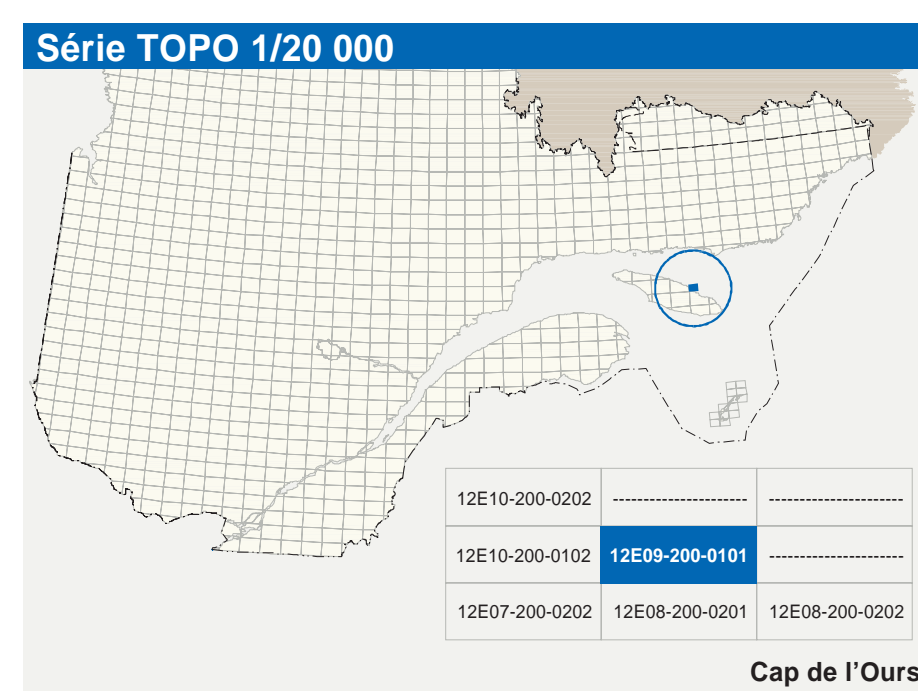 Série TOPO 1/20 000
12E10-200-0202 ---------------------- ----------------------
12E10-200-0102 12E09-200-0101 ----------------------
12E07-200-0202 12E08-200-0201 12E08-200-0202
Cap de l’Ours